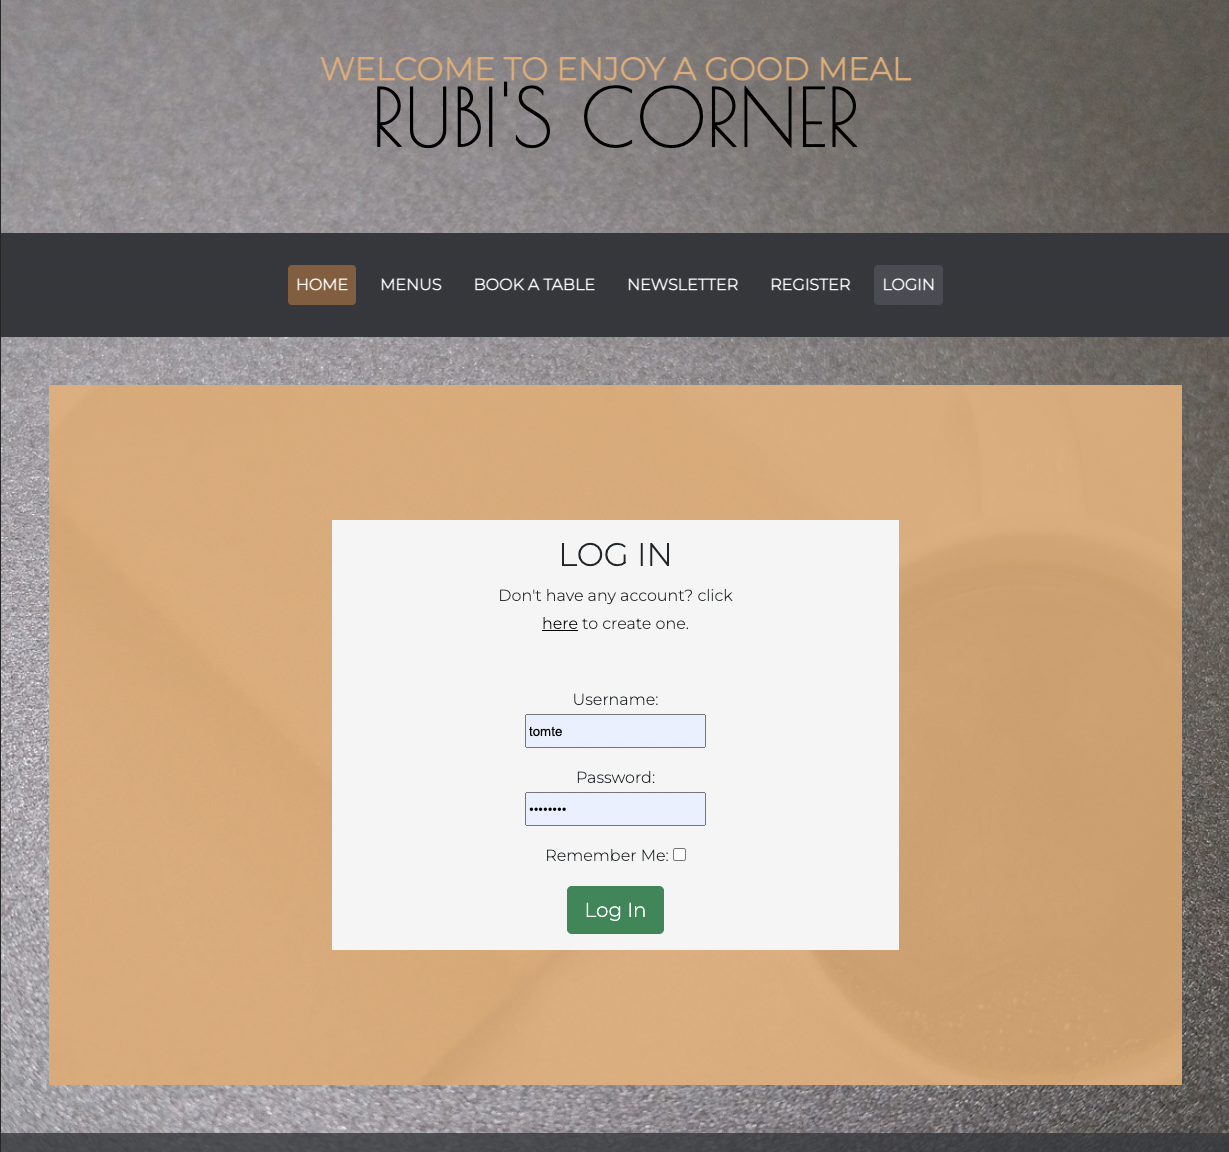 WELCOME TO ENJOY A GOOD MEAL
RUBI'S CORNER
HOME MENUS BOOK A TABLE NEWSLETTER REGISTER LOGIN
LOG IN
Don't have any account? click
here to create one.
Username:
tomte
Password:
••••••••
Remember Me:
Log In